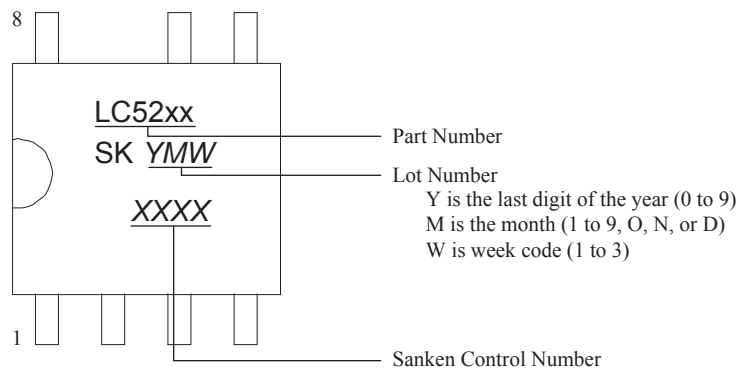 8
LC52xx
SK YMW
XXXX
1
Part Number
Lot Number
Y is the last digit of the year (0 to 9)
M is the month (1 to 9, O, N, or D)
W is week code (1 to 3)
Sanken Control Number